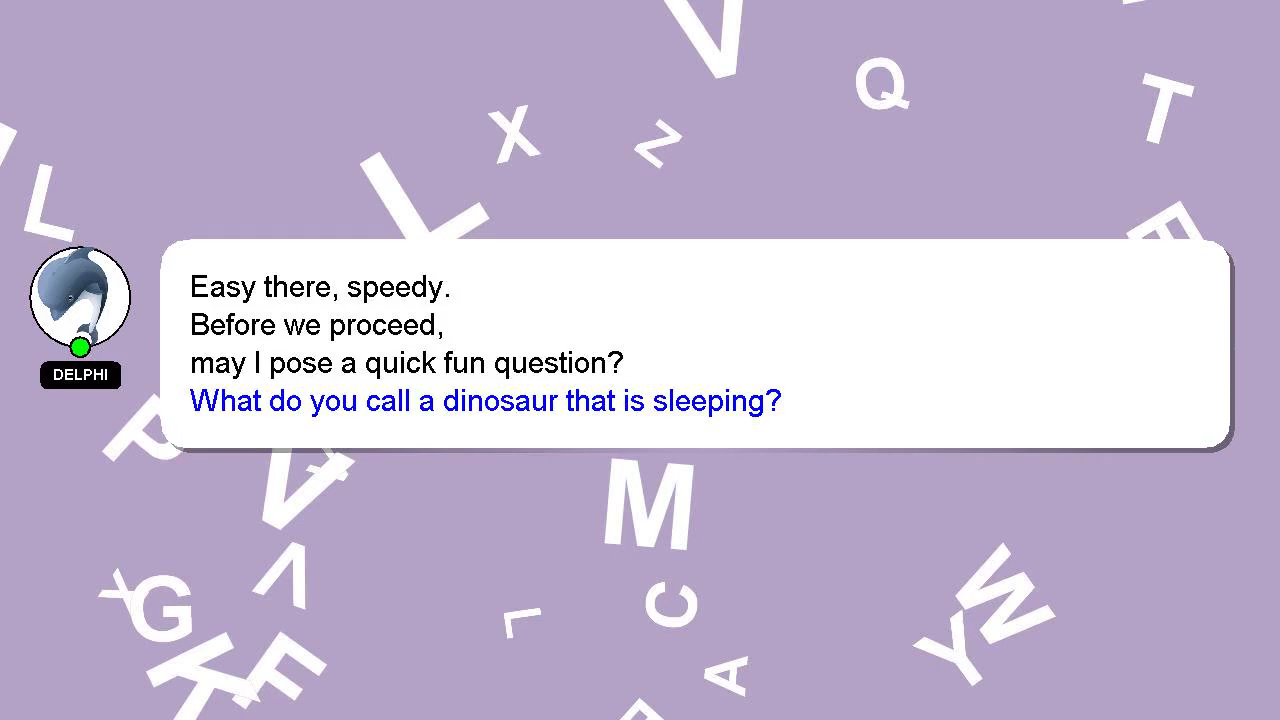 V
Q
T
X
Z
L
L
E
Easy there, speedy.
Before we proceed,
may I pose a quick fun question?
What do you call a dinosaur that is sleeping?
DELPHI
P
V
M
V
X
G
L
C
W
Y
K
F
A